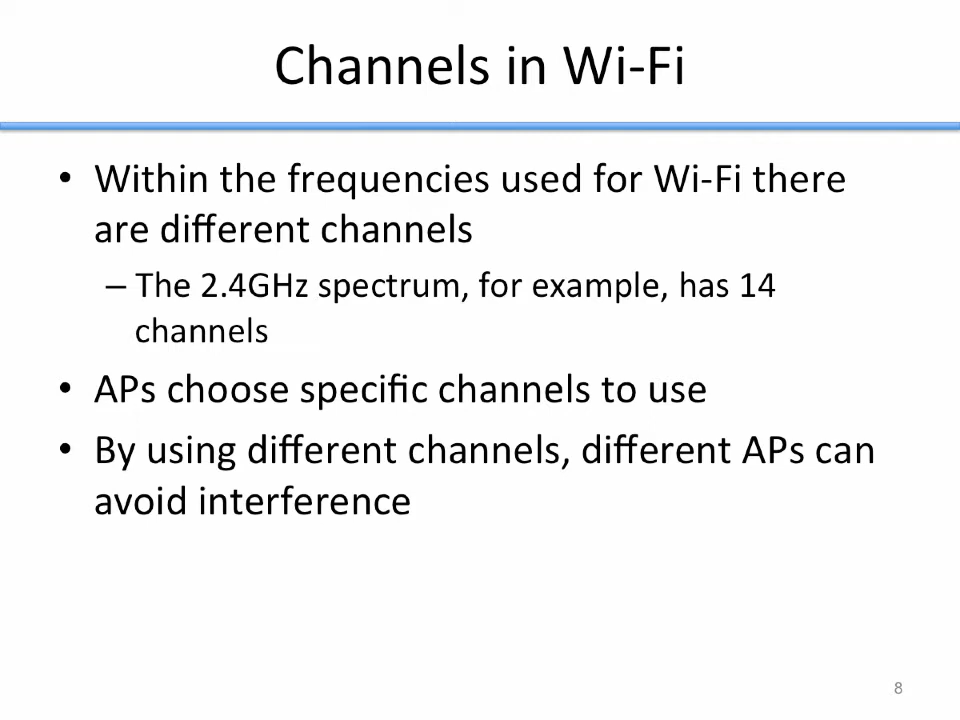 Channels in Wi-Fi
• Within the frequencies used for Wi-Fi there
are different channels
– The 2.4GHz spectrum, for example, has 14
channels
• APs choose specific channels to use
• By using different channels, different APs can
avoid interference
8